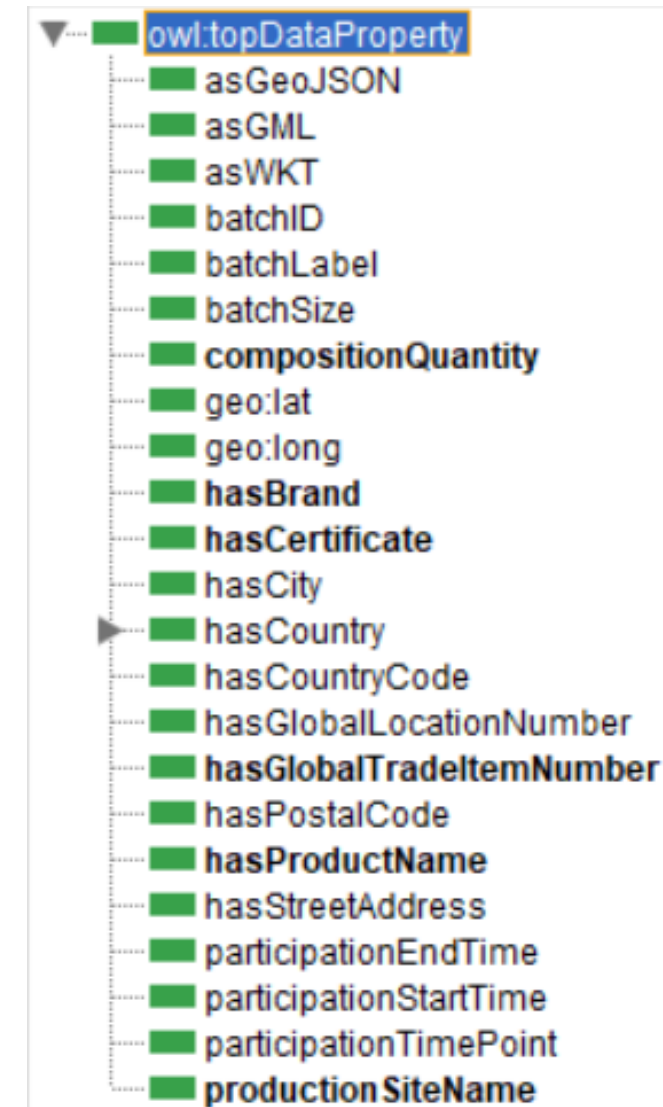 owl:topDataProperty
asGeoJSON
asGML
asWKT
batchID
batchLabel
batchSize
compositionQuantity
geo:lat
geo:long
hasBrand
hasCertificate
hasCity
hasCountry
hasCountryCode
hasGlobalLocationNumber
hasGlobalTradeItemNumber
hasPostalCode
hasProductName
hasStreetAddress
participationEndTime
participationStartTime
participationTimePoint
productionSiteName